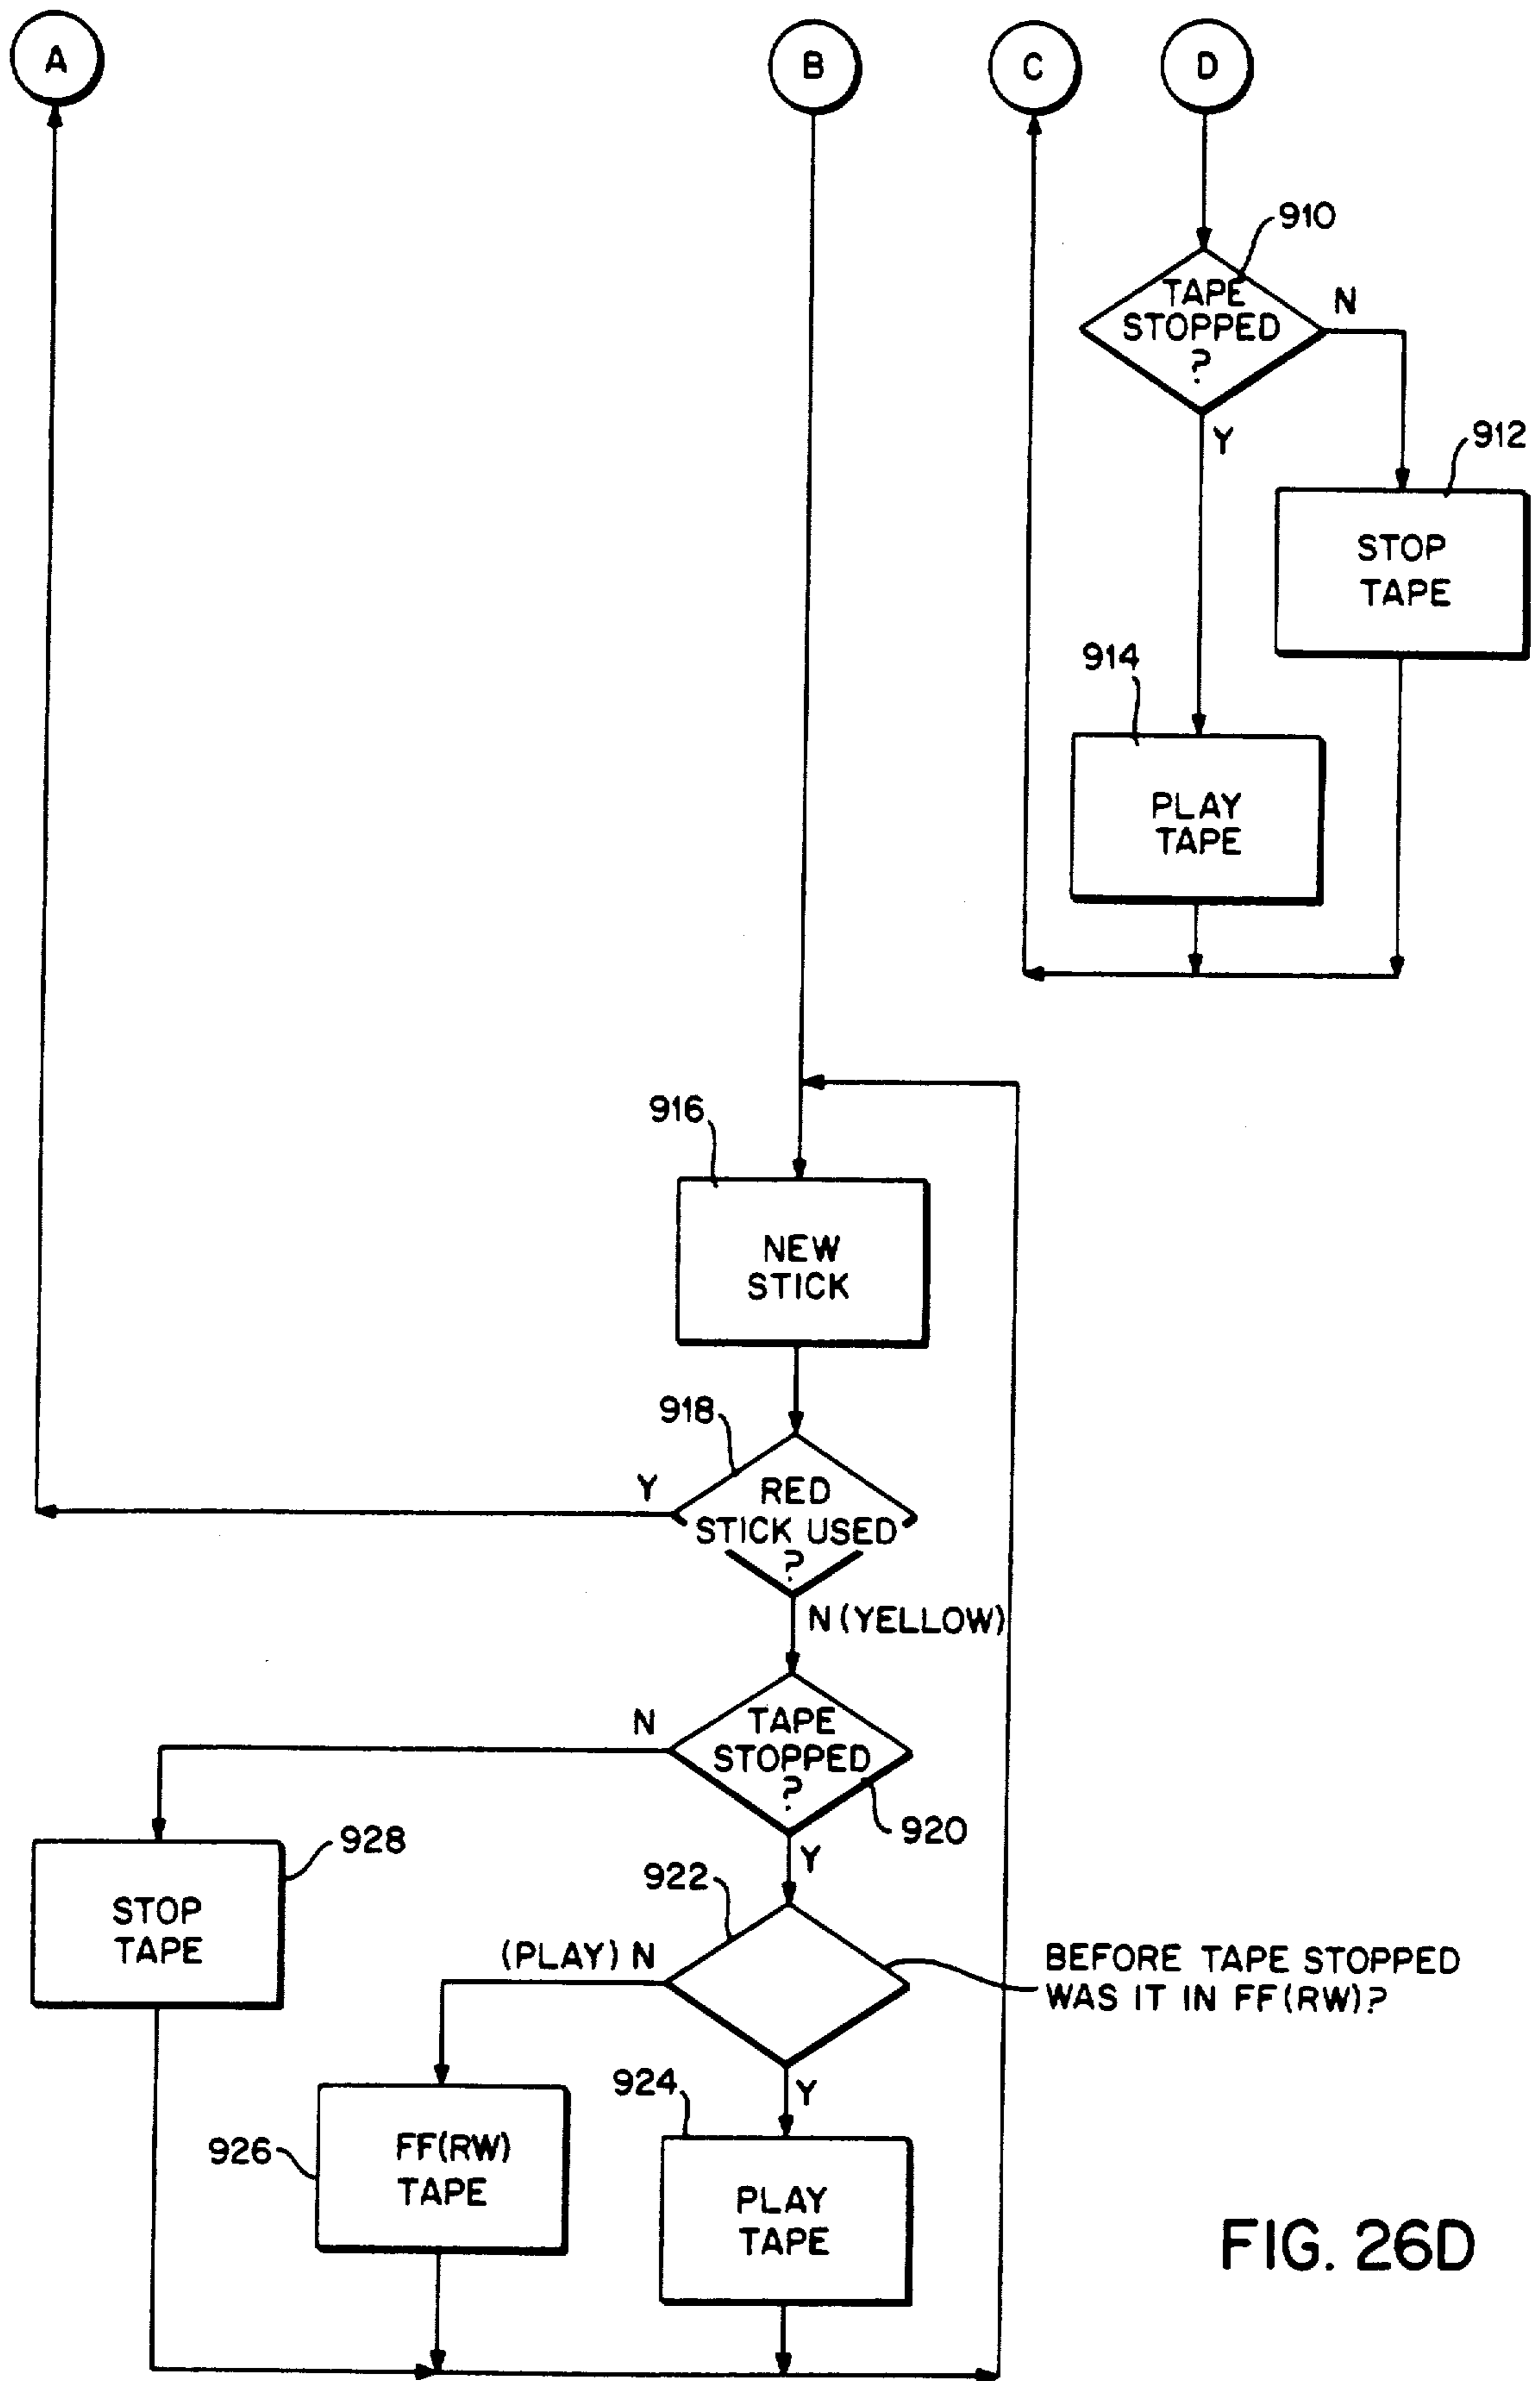 A
B
C
D
910
TAPE
STOPPED
?
N
Y
912
STOP
TAPE
914
PLAY
TAPE
916
NEW
STICK
918
Y
RED
STICK USED
?
N (YELLOW)
N
TAPE
STOPPED
?
920
Y
928
STOP
TAPE
922
(PLAY) N
BEFORE TAPE STOPPED
WAS IT IN FF(RW)?
Y
924
926
FF(RW)
TAPE
PLAY
TAPE
FIG. 26D